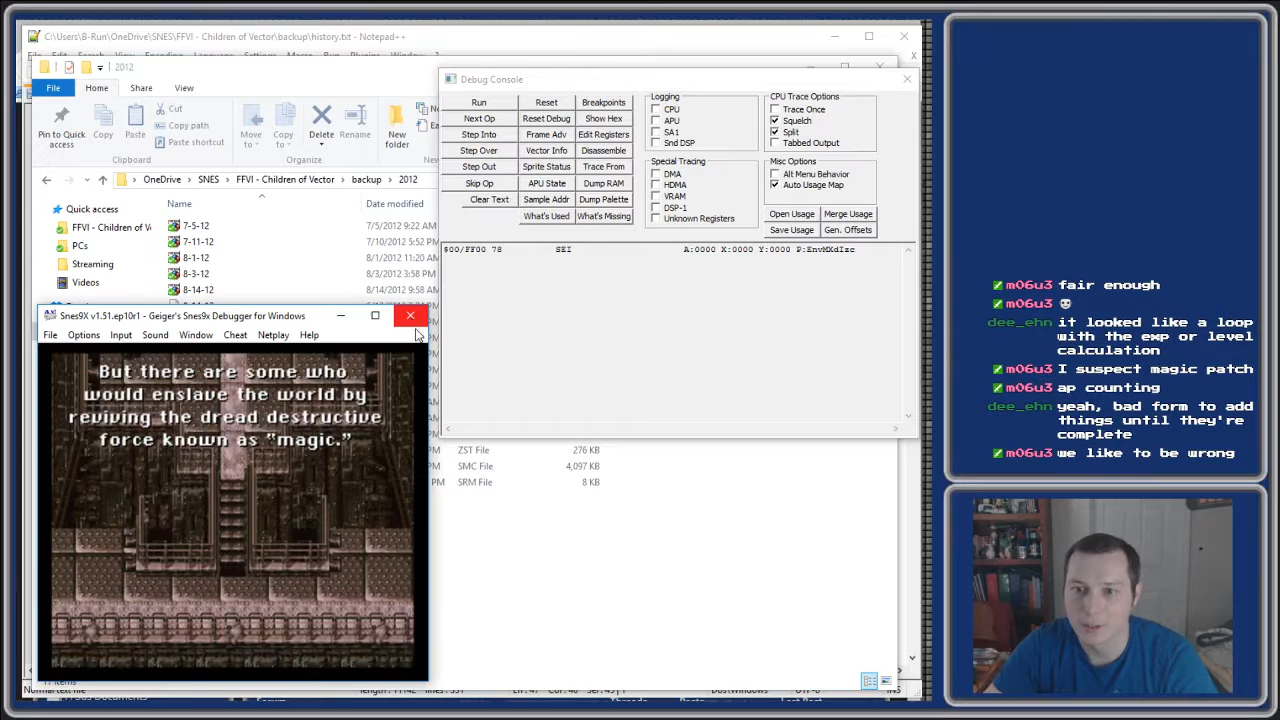 C:\Users\B-Run\OneDrive\SNES\FFVI - Children of Vector\backup\history.txt - Notepad++
2012
File Home Share View
Pin to Quick access
Copy
Paste
Cut
Copy path
Paste shortcut
Clipboard
Move to
Copy to
Delete
Rename
Organize
New folder
OneDrive > SNES > FFVI - Children of Vector > backup > 2012
Name Date modified
Quick access
FFVI - Children of V
PCs
Streaming
Videos
7-5-12 7/5/2012 9:22 AM
7-11-12 7/10/2012 5:52 PM
8-1-12 8/1/2012 11:20 AM
8-3-12 8/3/2012 3:58 PM
8-14-12 8/14/2012 9:58 AM
ZST File 276 KB
SMC File 4,097 KB
SRM File 8 KB
Debug Console
Run Reset Breakpoints
Next Op Reset Debug Show Hex
Step Into Frame Adv Edit Registers
Step Over Vector Info Disassemble
Step Out Sprite Status Trace From
Skip Op APU State Dump RAM
Clear Text Sample Addr Dump Palette
What's Used What's Missing
Logging
CPU
APU
SA1
Snd DSP
Special Tracing
DMA
HDMA
VRAM
DSP-1
Unknown Registers
CPU Trace Options
Trace Once
Squelch
Split
Tabbed Output
Misc Options
Alt Menu Behavior
Auto Usage Map
Open Usage Merge Usage
Save Usage Gen. Offsets
$00/FF00 78 SEI A:0000 X:0000 Y:0000 P:EnvMXdIzc
Snes9X v1.51.ep10r1 - Geiger's Snes9x Debugger for Windows
File Options Input Sound Window Cheat Netplay Help
But there are some who
would enslave the world by
reviving the dread destructive
force known as "magic."
m06u3 fair enough
m06u3
dee_ehn it looked like a loop
with the exp or level
calculation
m06u3 I suspect magic patch
m06u3 ap counting
dee_ehn yeah, bad form to add
things until they're
complete
m06u3 we like to be wrong